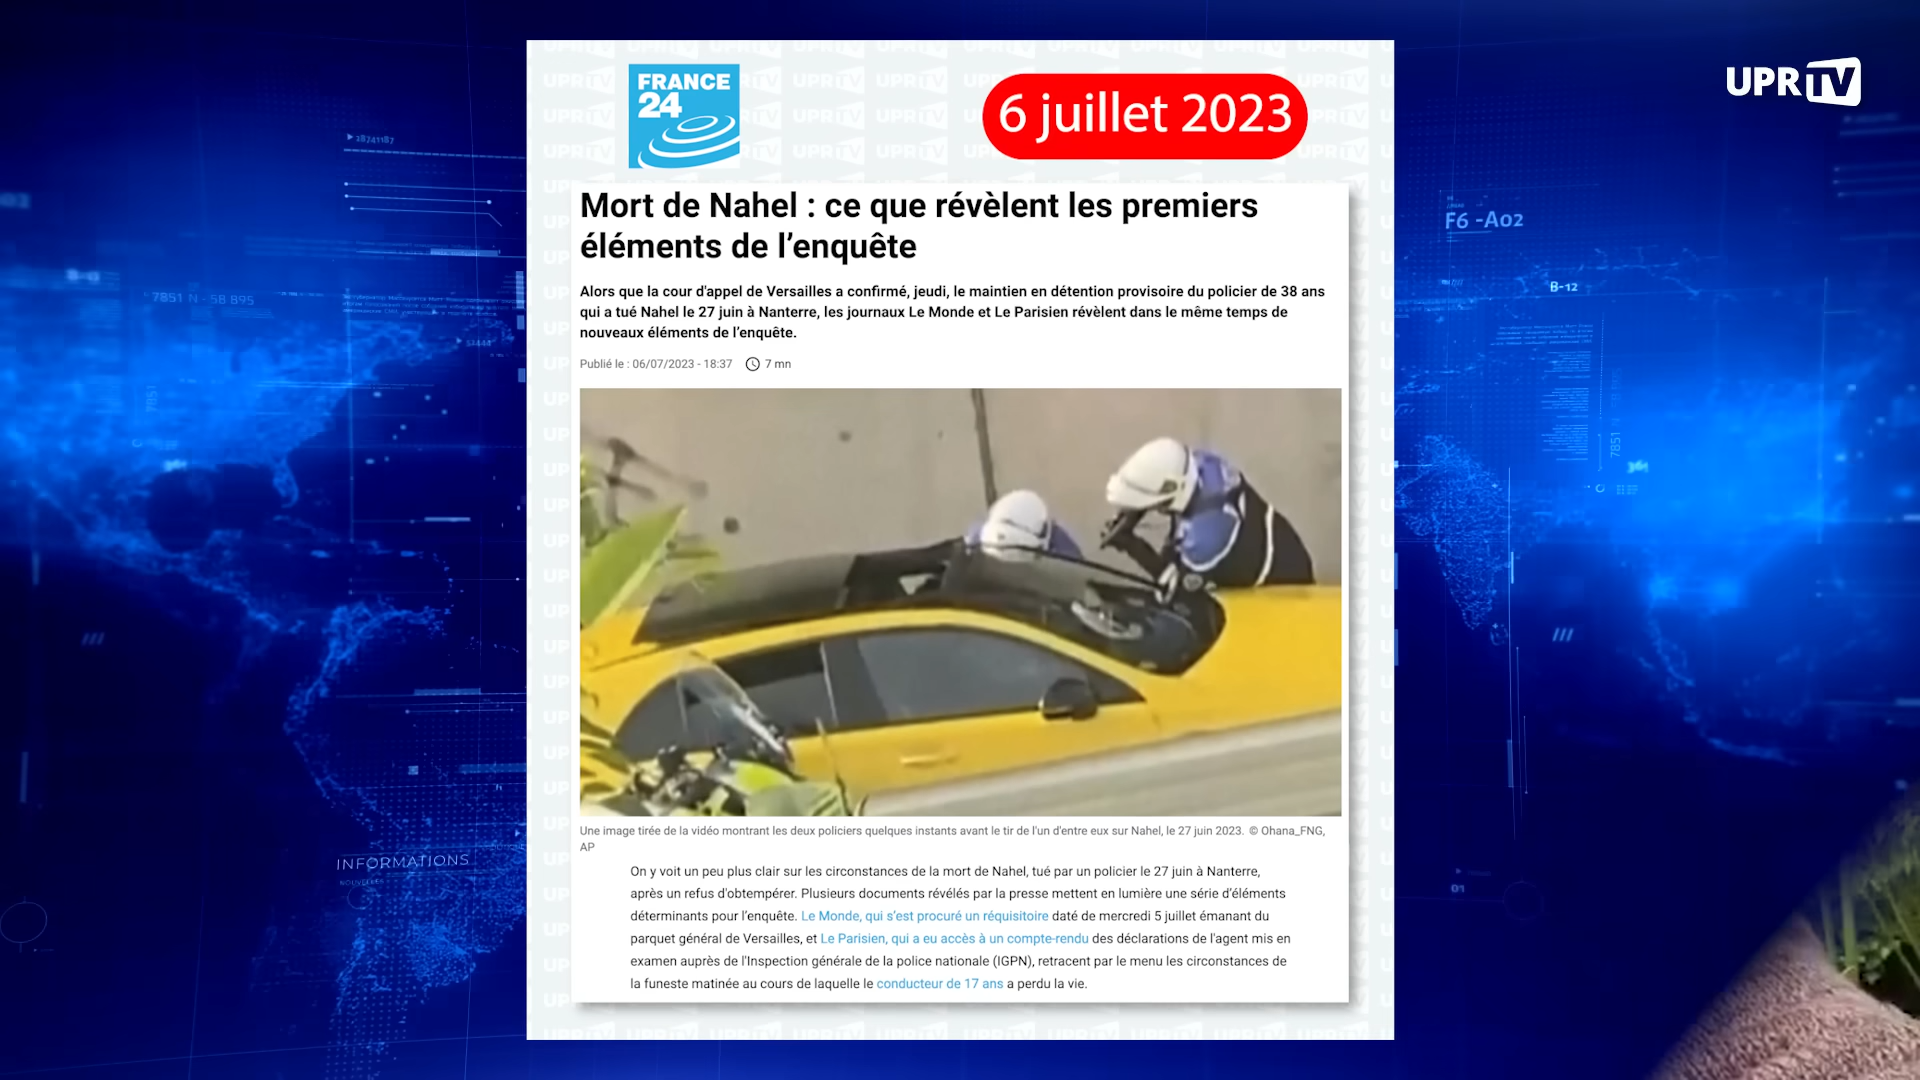 UPR TV
FRANCE
24
6 juillet 2023
Mort de Nahel : ce que révèlent les premiers
éléments de l’enquête
Alors que la cour d'appel de Versailles a confirmé, jeudi, le maintien en détention provisoire du policier de 38 ans
qui a tué Nahel le 27 juin à Nanterre, les journaux Le Monde et Le Parisien révèlent dans le même temps de
nouveaux éléments de l’enquête.
Publié le : 06/07/2023 - 18:37 7 mn
Une image tirée de la vidéo montrant les deux policiers quelques instants avant le tir de l'un d'entre eux sur Nahel, le 27 juin 2023. © Ohana_FNG,
AP
On y voit un peu plus clair sur les circonstances de la mort de Nahel, tué par un policier le 27 juin à Nanterre,
après un refus d'obtempérer. Plusieurs documents révélés par la presse mettent en lumière une série d’éléments
déterminants pour l’enquête. Le Monde, qui s’est procuré un réquisitoire daté de mercredi 5 juillet émanant du
parquet général de Versailles, et Le Parisien, qui a eu accès à un compte-rendu des déclarations de l'agent mis en
examen auprès de l'Inspection générale de la police nationale (IGPN), retracent par le menu les circonstances de
la funeste matinée au cours de laquelle le conducteur de 17 ans a perdu la vie.
28741187
7851 N - 58 B95
F6 -A02
B-12
INFORMATIONS
01